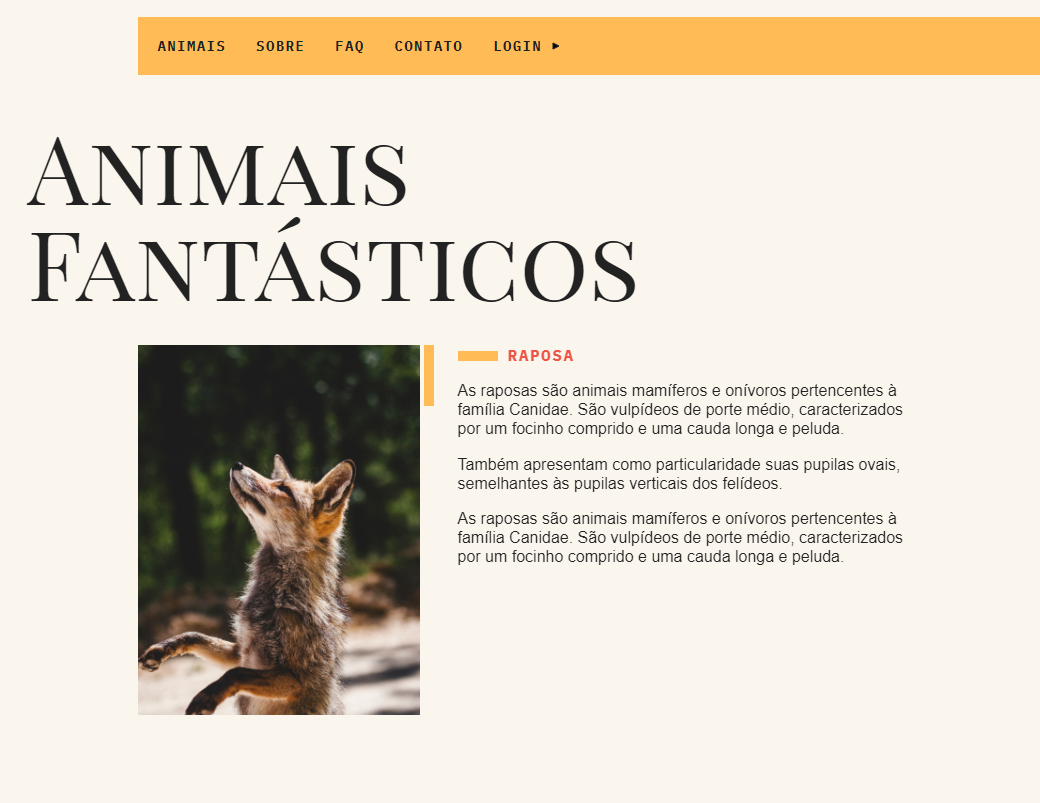 ANIMAIS SOBRE FAQ CONTATO LOGIN ▸
ANIMAIS
FANTÁSTICOS
RAPOSA
As raposas são animais mamíferos e onívoros pertencentes à
família Canidae. São vulpídeos de porte médio, caracterizados
por um focinho comprido e uma cauda longa e peluda.
Também apresentam como particularidade suas pupilas ovais,
semelhantes às pupilas verticais dos felídeos.
As raposas são animais mamíferos e onívoros pertencentes à
família Canidae. São vulpídeos de porte médio, caracterizados
por um focinho comprido e uma cauda longa e peluda.